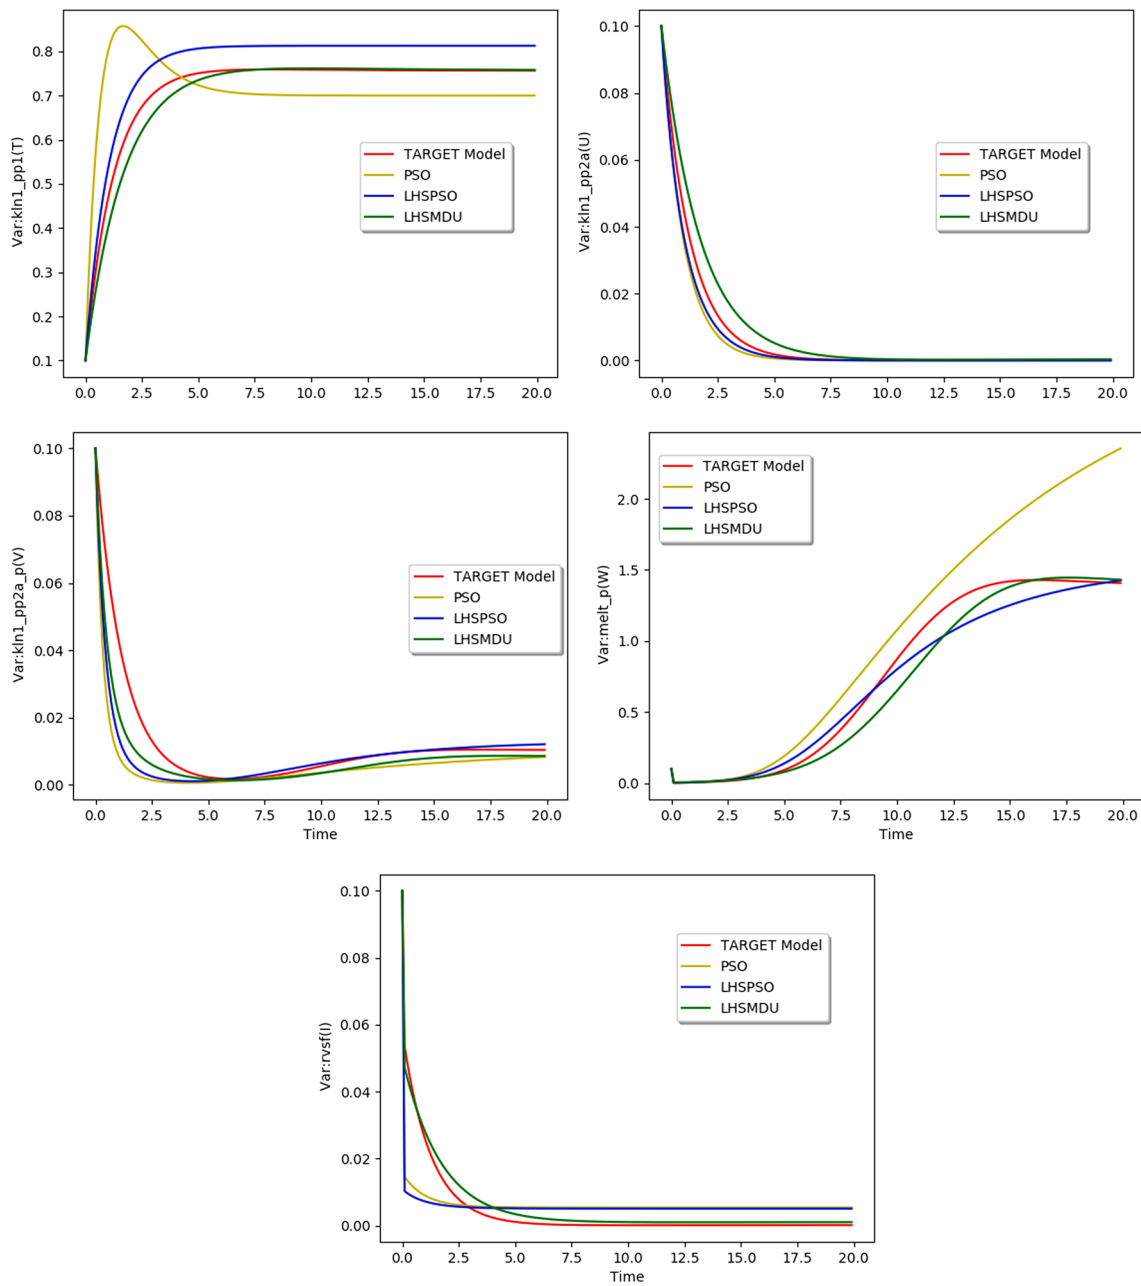 Var:kln1_pp1(T)
0.8
0.7
0.6
0.5
0.4
0.3
0.2
0.1
0.0 2.5 5.0 7.5 10.0 12.5 15.0 17.5 20.0
TARGET Model
PSO
LHSPSO
LHSMDU
Var:kln1_pp2a(U)
0.10
0.08
0.06
0.04
0.02
0.00
0.0 2.5 5.0 7.5 10.0 12.5 15.0 17.5 20.0
TARGET Model
PSO
LHSPSO
LHSMDU
Var:kln1_pp2a_p(V)
0.10
0.08
0.06
0.04
0.02
0.00
0.0 2.5 5.0 7.5 10.0 12.5 15.0 17.5 20.0
Time
TARGET Model
PSO
LHSPSO
LHSMDU
Var:melt_p(W)
2.0
1.5
1.0
0.5
0.0
0.0 2.5 5.0 7.5 10.0 12.5 15.0 17.5 20.0
Time
TARGET Model
PSO
LHSPSO
LHSMDU
Var:rvsf(I)
0.10
0.08
0.06
0.04
0.02
0.00
0.0 2.5 5.0 7.5 10.0 12.5 15.0 17.5 20.0
Time
TARGET Model
PSO
LHSPSO
LHSMDU